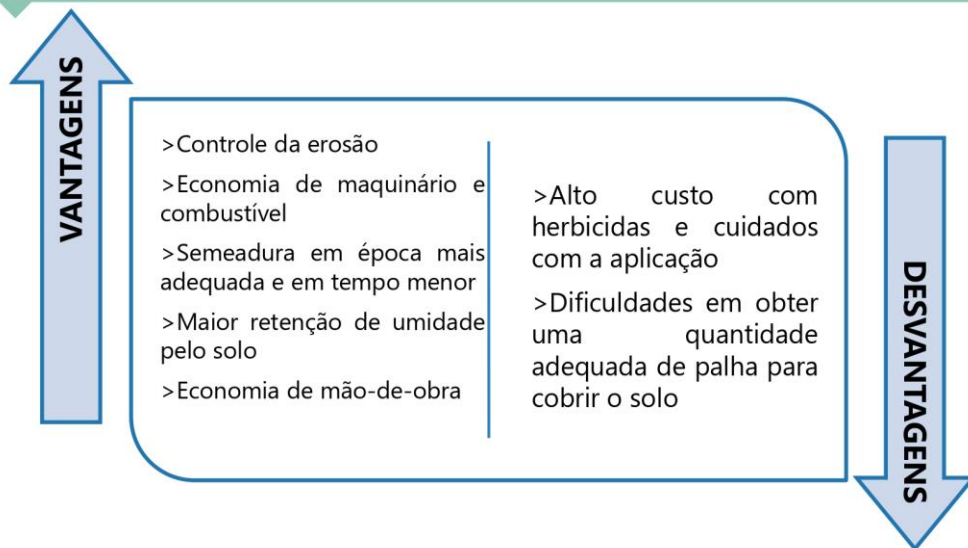 VANTAGENS
>Controle da erosão
>Economia de maquinário e
combustível
>Semeadura em época mais
adequada e em tempo menor
>Maior retenção de umidade
pelo solo
>Economia de mão-de-obra
>Alto custo com
herbicidas e cuidados
com a aplicação
>Dificuldades em obter
uma quantidade
adequada de palha para
cobrir o solo
DESVANTAGENS